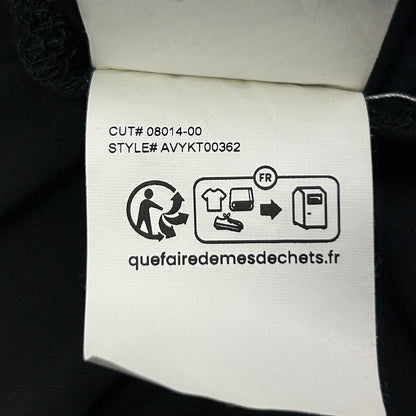 CUT# 08014-00
STYLE# AVYKT00362
FR
quefairedemesdechets.fr